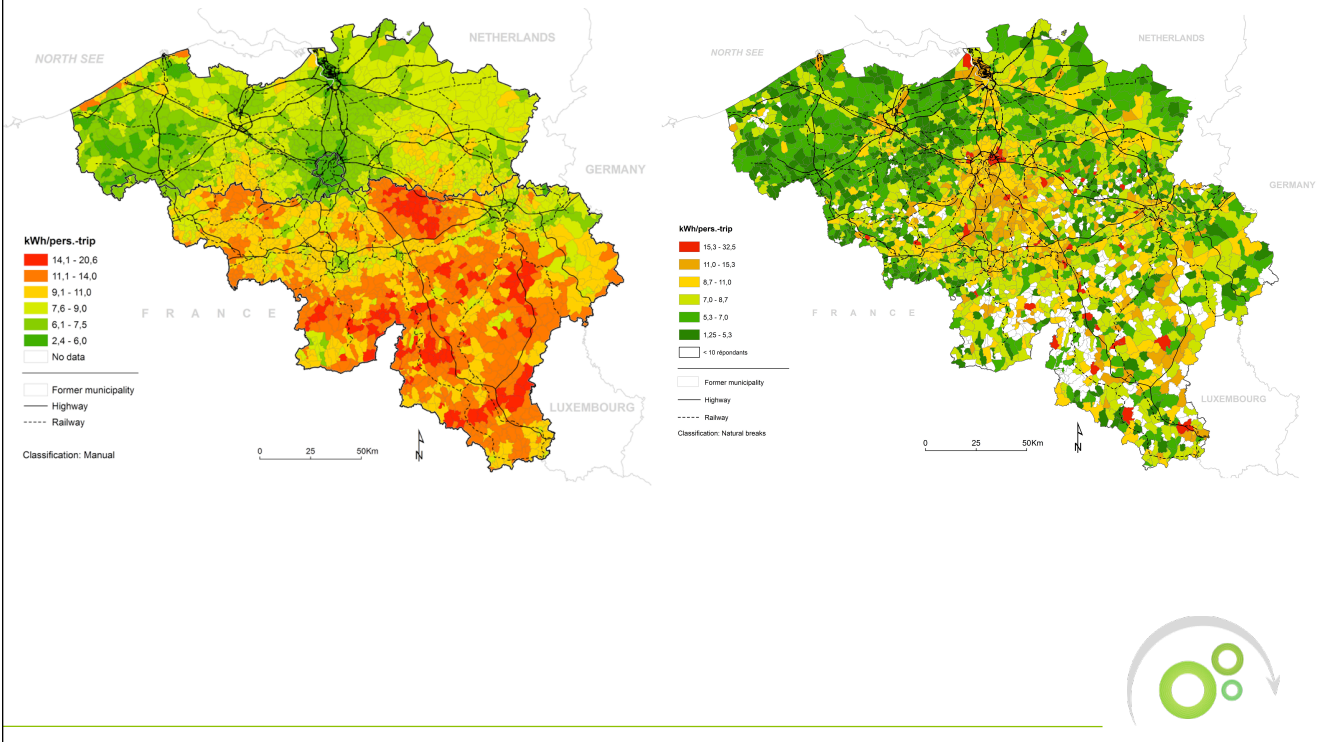 NETHERLANDS
NORTH SEE
GERMANY
F R A N C E
LUXEMBOURG
kWh/pers.-trip
14,1 - 20,6
11,1 - 14,0
9,1 - 11,0
7,6 - 9,0
6,1 - 7,5
2,4 - 6,0
No data
Former municipality
Highway
Railway
Classification: Manual
0 25 50Km
N
NETHERLANDS
NORTH SEE
GERMANY
F R A N C E
LUXEMBOURG
kWh/pers.-trip
15,3 - 32,5
11,0 - 15,3
8,7 - 11,0
7,0 - 8,7
5,3 - 7,0
1,25 - 5,3
< 10 répondants
Former municipality
Highway
Railway
Classification: Natural breaks
0 25 50Km
N